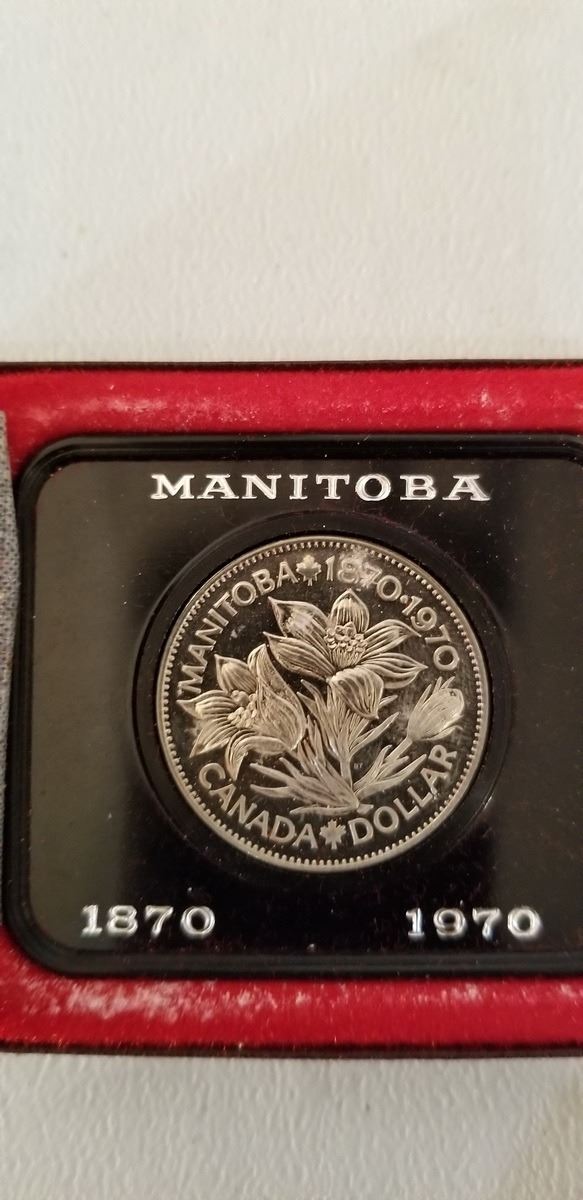 MANITOBA
MANITOBA 1870·1970
CANADA DOLLAR
1870 1970